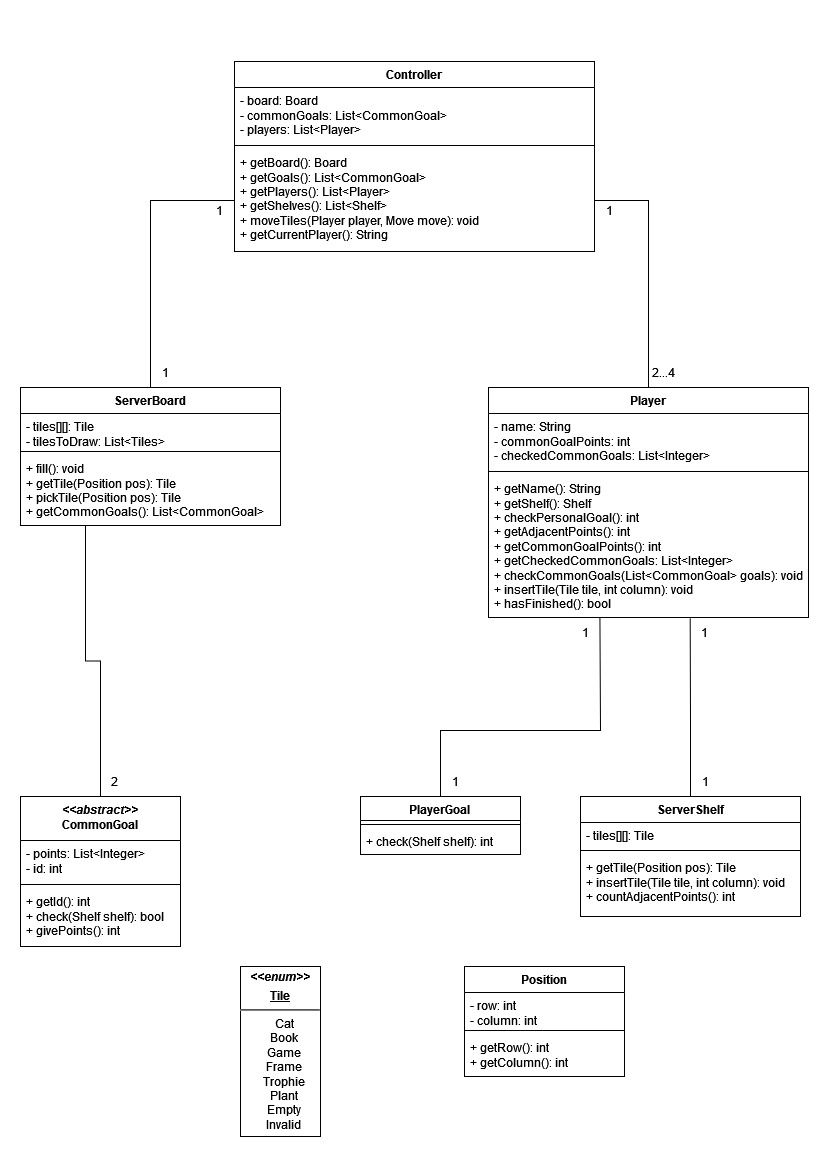 Controller
- board: Board
- commonGoals: List<CommonGoal>
- players: List<Player>
+ getBoard(): Board
+ getGoals(): List<CommonGoal>
+ getPlayers(): List<Player>
+ getShelves(): List<Shelf>
+ moveTiles(Player player, Move move): void
+ getCurrentPlayer(): String
1
1
1
2...4
ServerBoard
- tiles[][]: Tile
- tilesToDraw: List<Tiles>
+ fill(): void
+ getTile(Position pos): Tile
+ pickTile(Position pos): Tile
+ getCommonGoals(): List<CommonGoal>
Player
- name: String
- commonGoalPoints: int
- checkedCommonGoals: List<Integer>
+ getName(): String
+ getShelf(): Shelf
+ checkPersonalGoal(): int
+ getAdjacentPoints(): int
+ getCommonGoalPoints(): int
+ getCheckedCommonGoals: List<Integer>
+ checkCommonGoals(List<CommonGoal> goals): void
+ insertTile(Tile tile, int column): void
+ hasFinished(): bool
1
1
2
1
1
<<abstract>>
CommonGoal
- points: List<Integer>
- id: int
+ getId(): int
+ check(Shelf shelf): bool
+ givePoints(): int
PlayerGoal
+ check(Shelf shelf): int
ServerShelf
- tiles[][]: Tile
+ getTile(Position pos): Tile
+ insertTile(Tile tile, int column): void
+ countAdjacentPoints(): int
<<enum>>
Tile
Cat
Book
Game
Frame
Trophie
Plant
Empty
Invalid
Position
- row: int
- column: int
+ getRow(): int
+ getColumn(): int